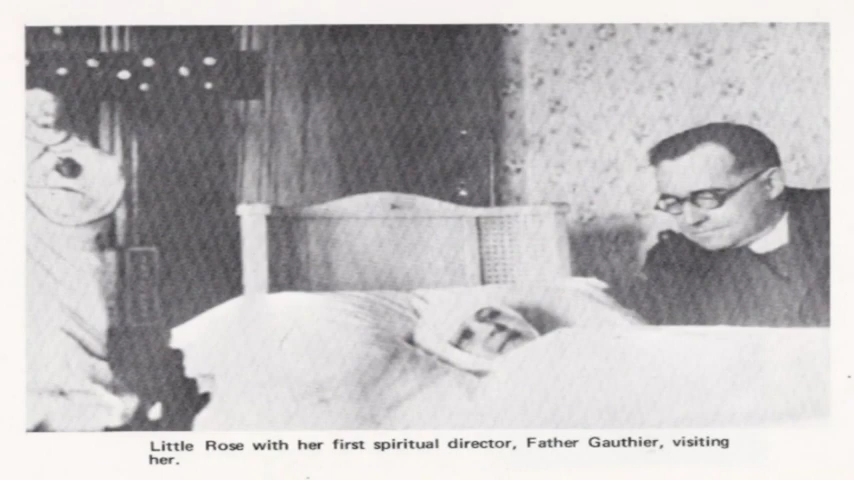 Little Rose with her first spiritual director, Father Gauthier, visiting
her.